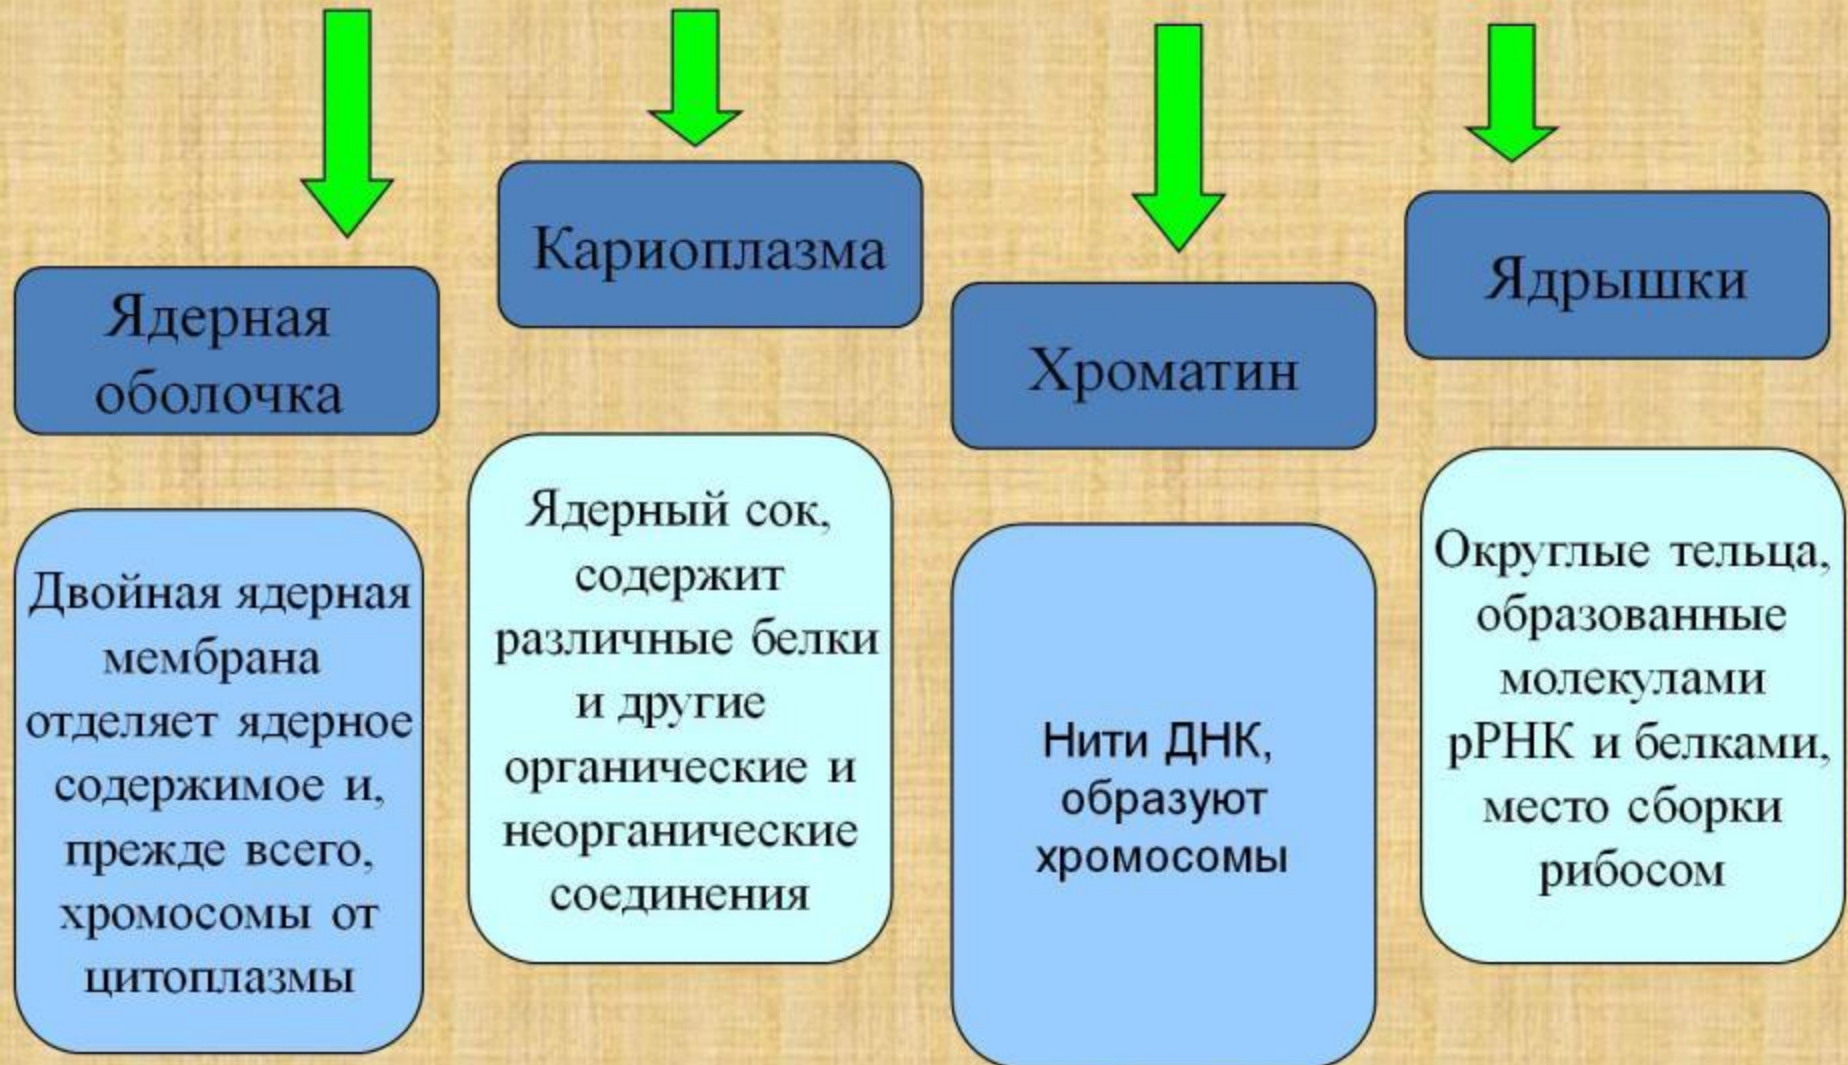 Ядерная
оболочка
Двойная ядерная
мембрана
отделяет ядерное
содержимое и,
прежде всего,
хромосомы от
цитоплазмы
Кариоплазма
Ядерный сок,
содержит
различные белки
и другие
органические и
неорганические
соединения
Хроматин
Нити ДНК,
образуют
хромосомы
Ядрышки
Округлые тельца,
образованные
молекулами
рРНК и белками,
место сборки
рибосом